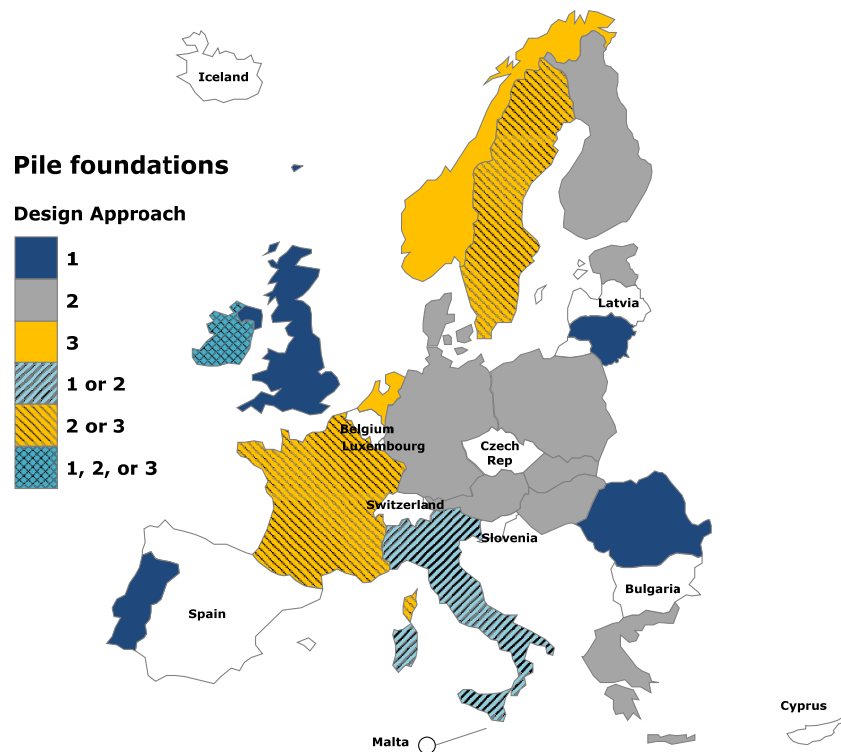 Iceland
Pile foundations
Design Approach
1
2
3
1 or 2
2 or 3
1, 2, or 3
Latvia
Belgium
Luxembourg
Czech
Rep
Switzerland
Slovenia
Bulgaria
Spain
Cyprus
Malta